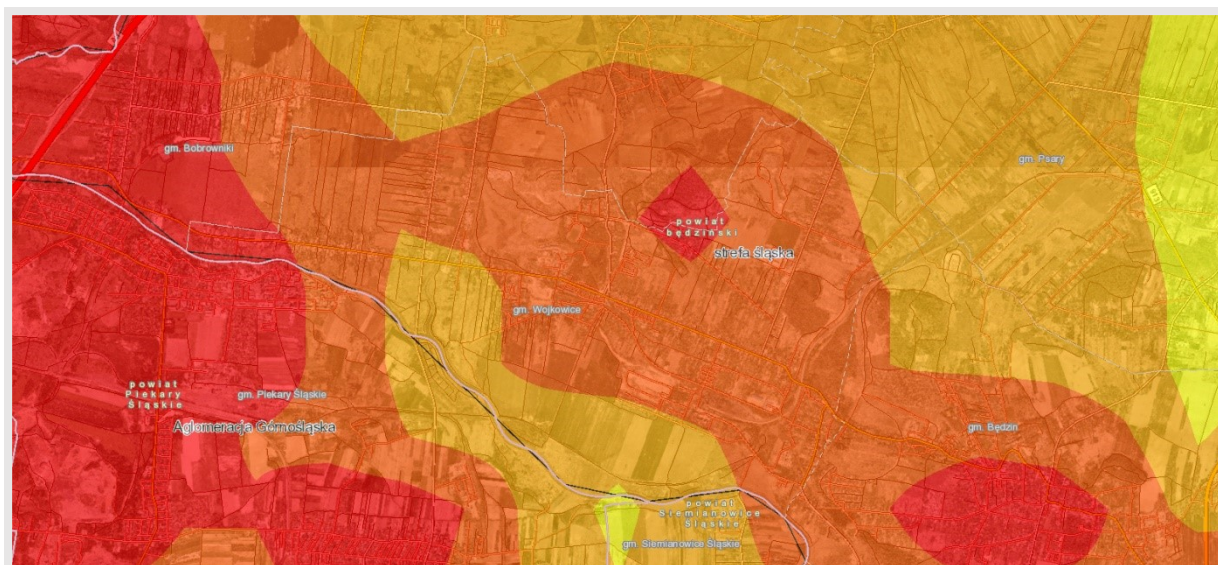 gm. Bobrowniki
gm. Psary
powiat
będziński
strefa śląska
gm. Wojkowice
powiat
Piekary
Śląskie
gm. Piekary Śląskie
Aglomeracja Górnośląska
gm. Będzin
powiat
Siemianowice
Śląskie
gm. Siemianowice Śląskie